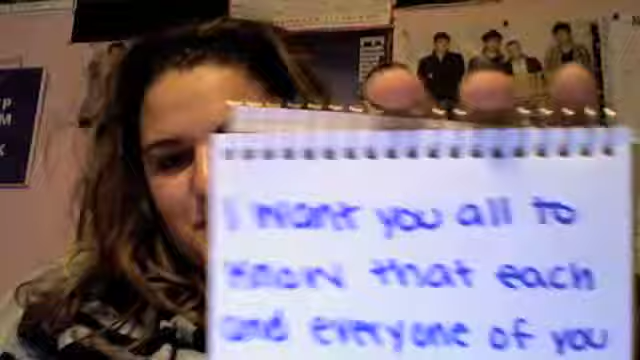 I want you all to
know that each
and everyone of you
P
M
K